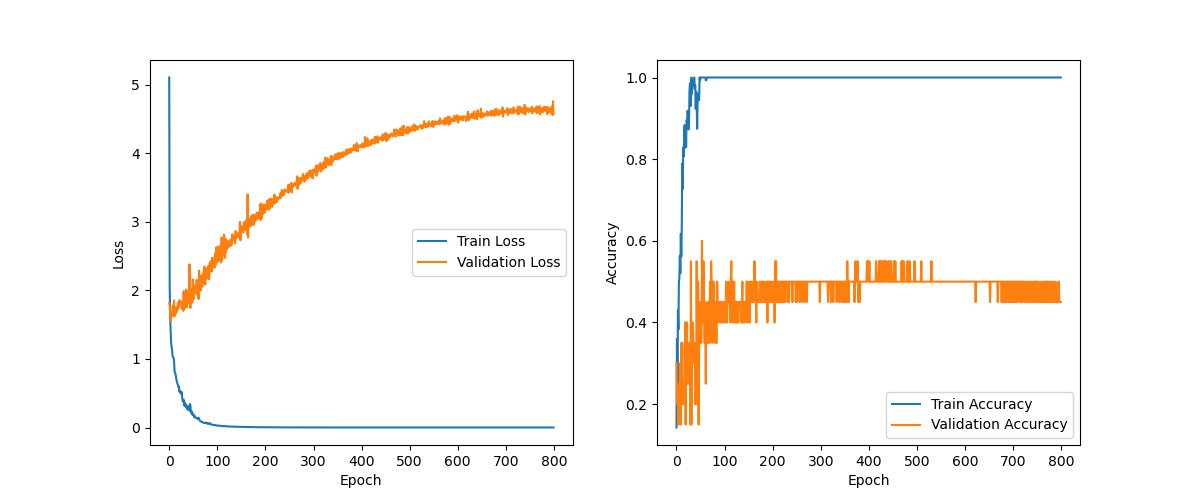 5
4
3
2
1
0
Loss
Train Loss
Validation Loss
0 100 200 300 400 500 600 700 800
Epoch
1.0
0.8
0.6
0.4
0.2
Accuracy
Train Accuracy
Validation Accuracy
0 100 200 300 400 500 600 700 800
Epoch